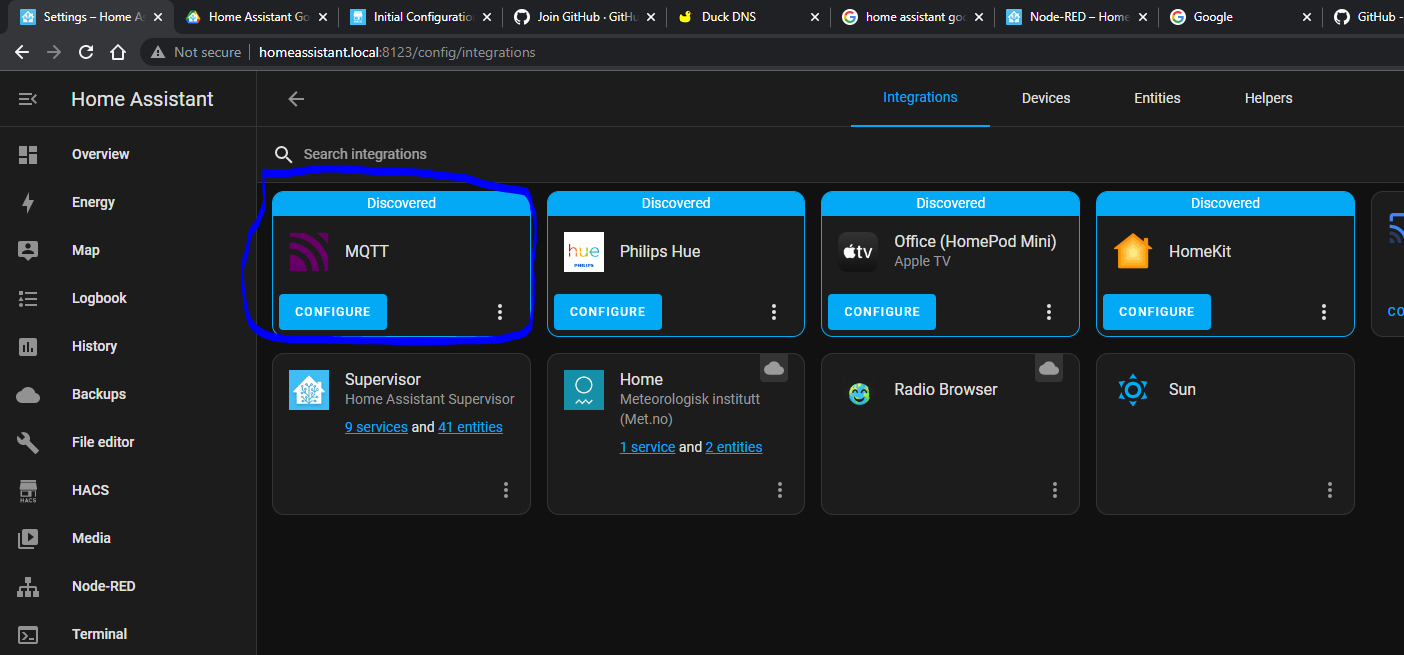 Settings – Home As
Home Assistant Go
Initial Configuration
Join GitHub · GitHu
Duck DNS
home assistant goo
Node-RED – Home
Google
GitHub -
Not secure
homeassistant.local:8123/config/integrations
Home Assistant
Integrations
Devices
Entities
Helpers
Overview
Energy
Map
Logbook
History
Backups
File editor
HACS
HACS
Media
Node-RED
Terminal
Search integrations
Discovered
MQTT
CONFIGURE
Discovered
hue
PHILIPS
Philips Hue
CONFIGURE
Discovered
tv
Office (HomePod Mini)
Apple TV
CONFIGURE
Discovered
HomeKit
CONFIGURE
CO
Supervisor
Home Assistant Supervisor
9 services and 41 entities
Home
Meteorologisk institutt
(Met.no)
1 service and 2 entities
Radio Browser
Sun